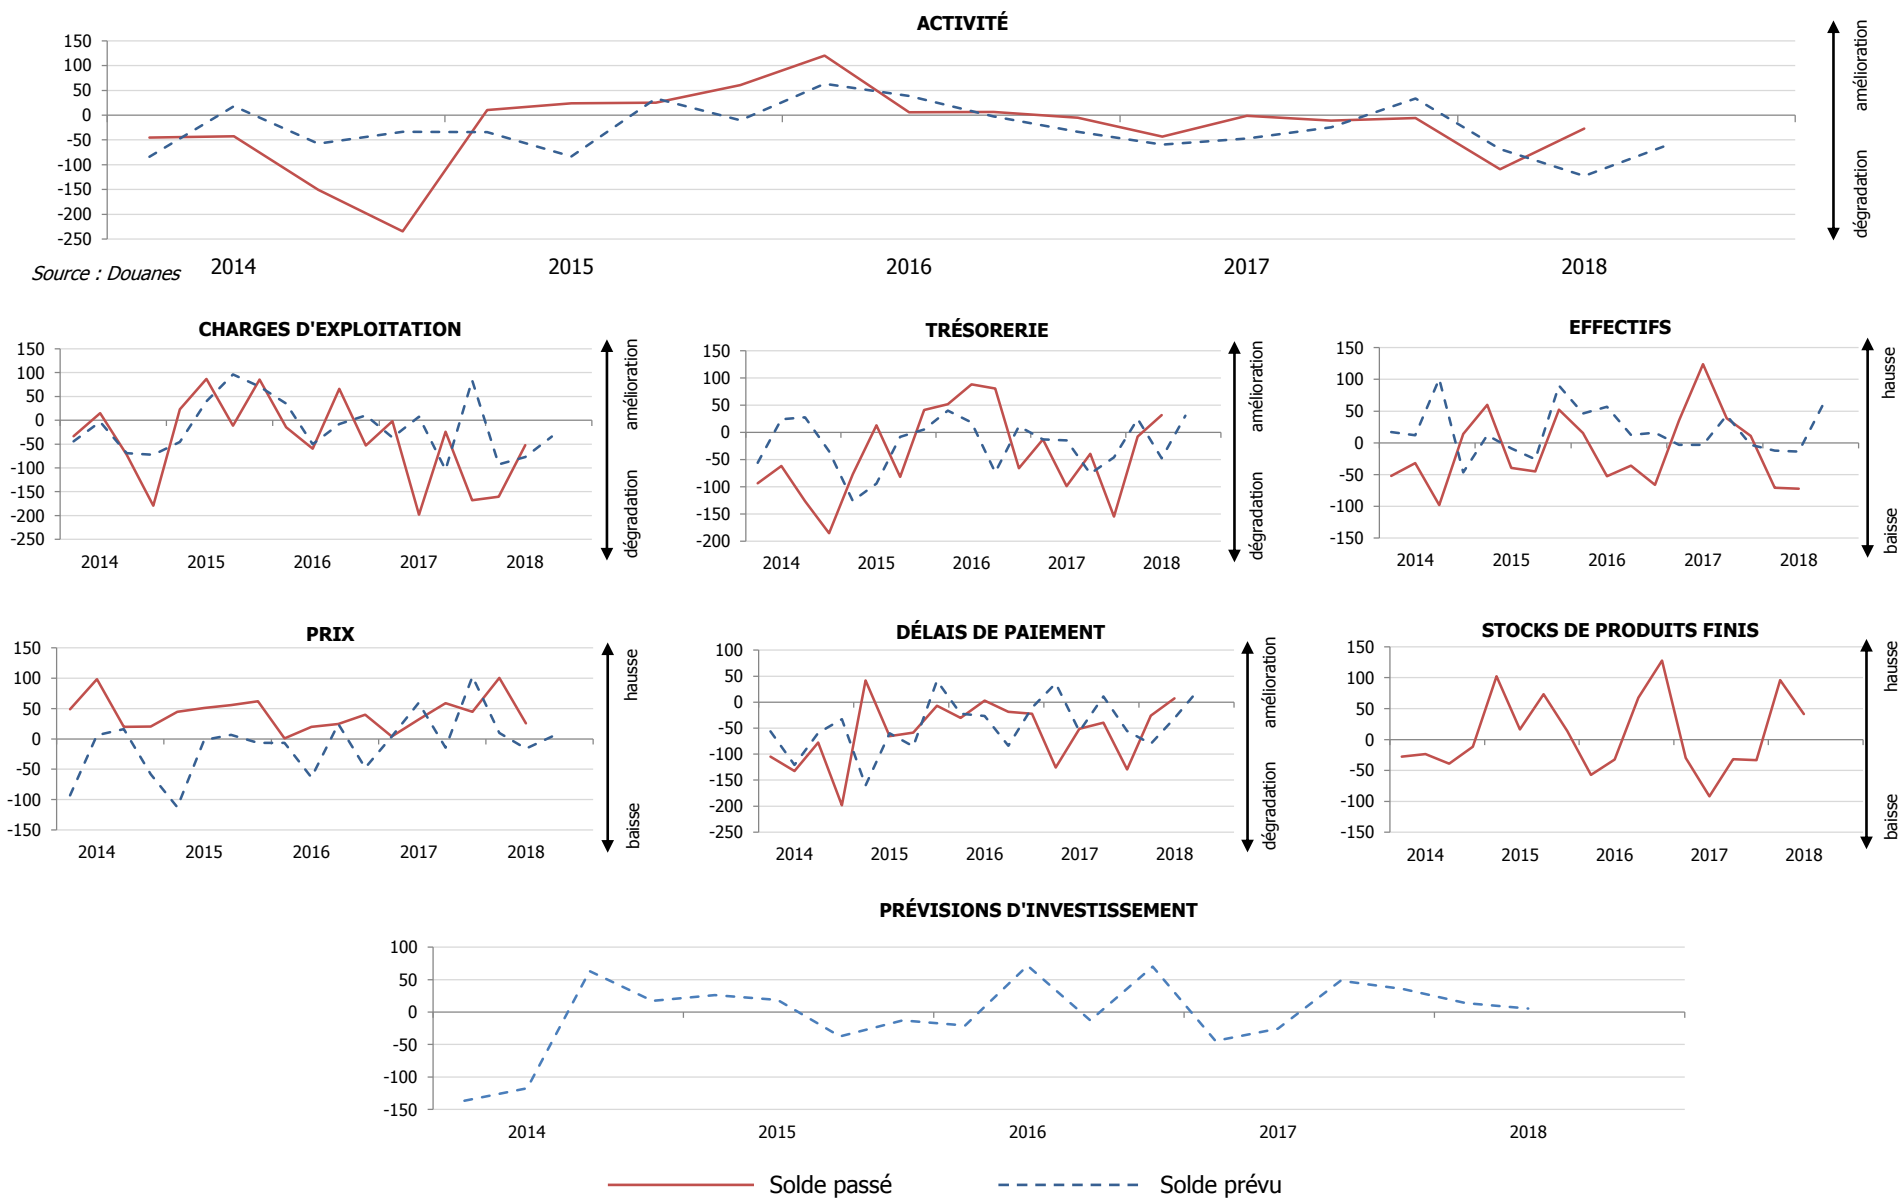 ACTIVITÉ
150
100
50
0
-50
-100
-150
-200
-250
amélioration
dégradation
2014 2015 2016 2017 2018
Source : Douanes
CHARGES D'EXPLOITATION
150
100
50
0
-50
-100
-150
-200
-250
2014 2015 2016 2017 2018
amélioration
dégradation
TRÉSORERIE
150
100
50
0
-50
-100
-150
-200
2014 2015 2016 2017 2018
amélioration
dégradation
EFFECTIFS
150
100
50
0
-50
-100
-150
2014 2015 2016 2017 2018
hausse
baisse
PRIX
150
100
50
0
-50
-100
-150
2014 2015 2016 2017 2018
hausse
baisse
DÉLAIS DE PAIEMENT
100
50
0
-50
-100
-150
-200
-250
2014 2015 2016 2017 2018
amélioration
dégradation
STOCKS DE PRODUITS FINIS
150
100
50
0
-50
-100
-150
2014 2015 2016 2017 2018
hausse
baisse
PRÉVISIONS D'INVESTISSEMENT
100
50
0
-50
-100
-150
2014 2015 2016 2017 2018
Solde passé Solde prévu